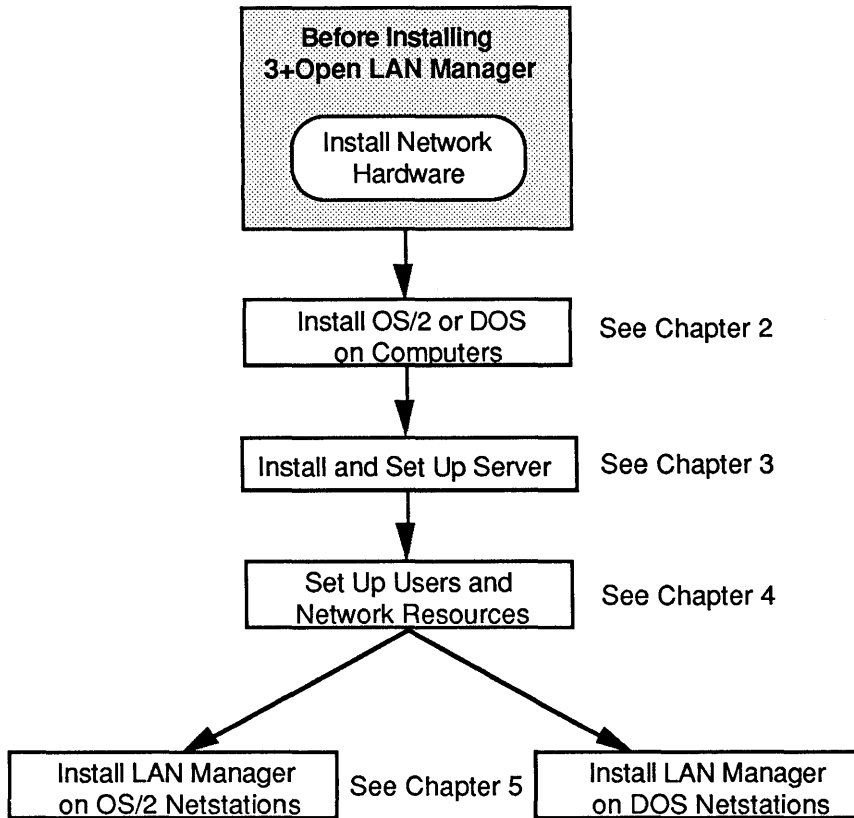 Before Installing
3+Open LAN Manager
Install Network
Hardware
Install OS/2 or DOS
on Computers
See Chapter 2
Install and Set Up Server
See Chapter 3
Set Up Users and
Network Resources
See Chapter 4
Install LAN Manager
on OS/2 Netstations
See Chapter 5
Install LAN Manager
on DOS Netstations